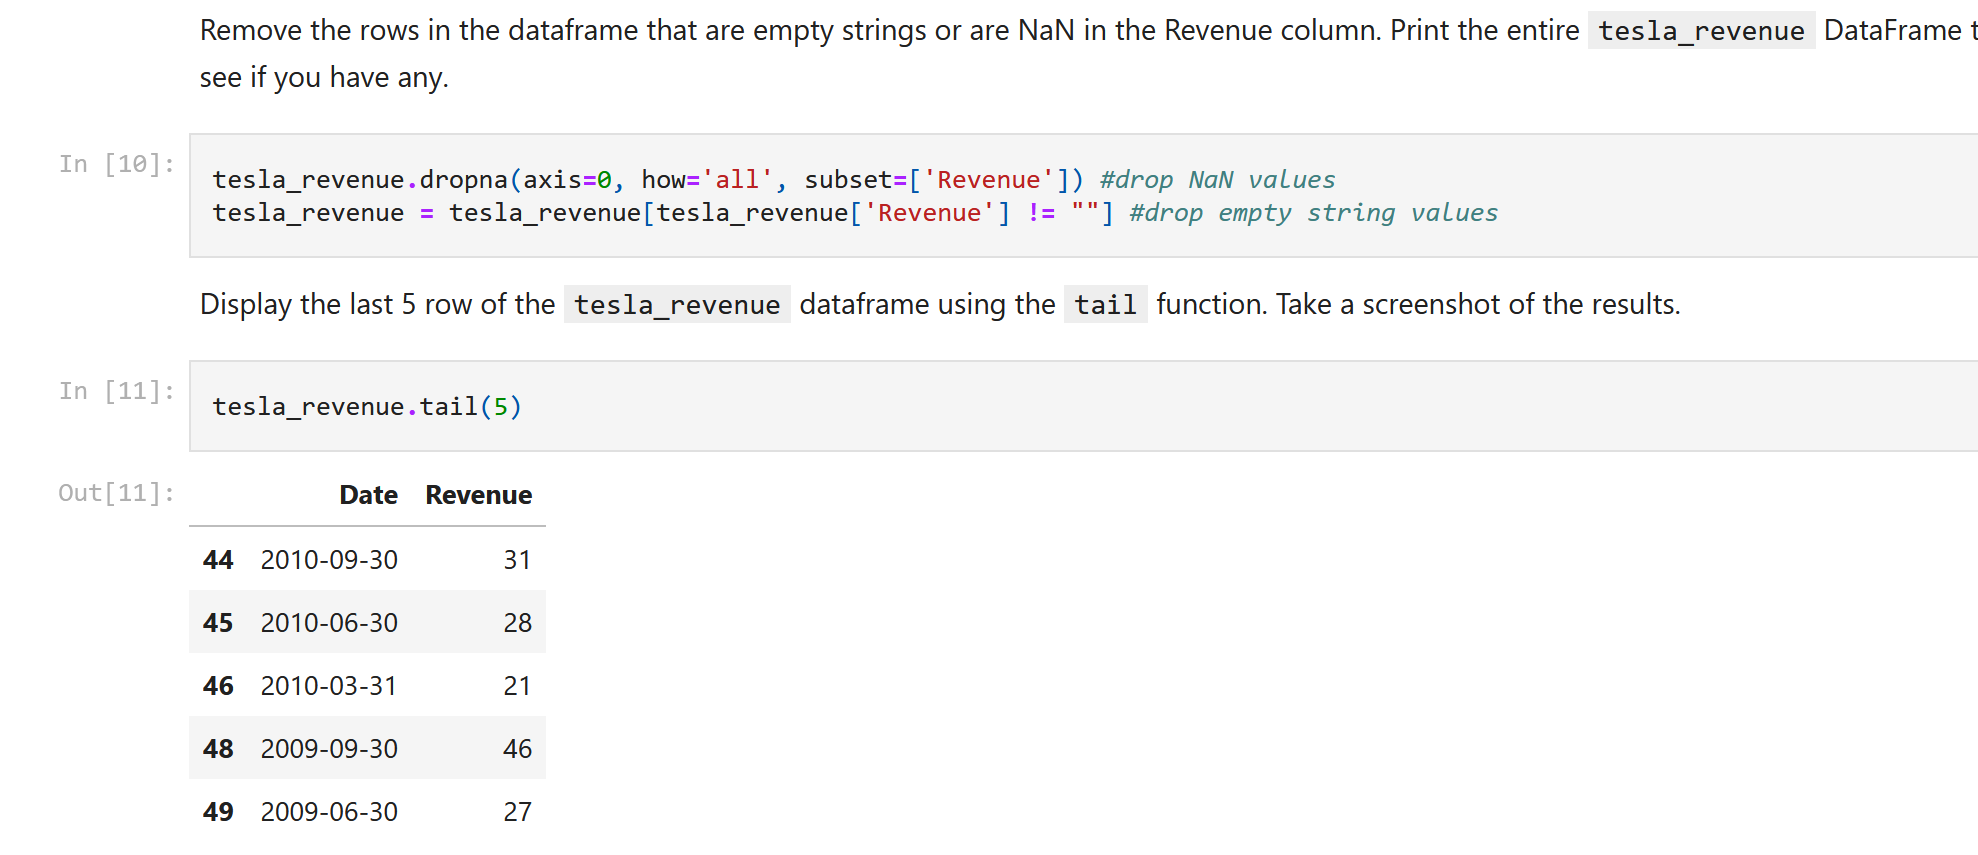 Remove the rows in the dataframe that are empty strings or are NaN in the Revenue column. Print the entire tesla_revenue DataFrame t
see if you have any.
In [10]:
tesla_revenue.dropna(axis=0, how='all', subset=['Revenue']) #drop NaN values
tesla_revenue = tesla_revenue[tesla_revenue['Revenue'] != ""] #drop empty string values
Display the last 5 row of the tesla_revenue dataframe using the tail function. Take a screenshot of the results.
In [11]:
tesla_revenue.tail(5)
Out[11]:
Date Revenue
44 2010-09-30 31
45 2010-06-30 28
46 2010-03-31 21
48 2009-09-30 46
49 2009-06-30 27